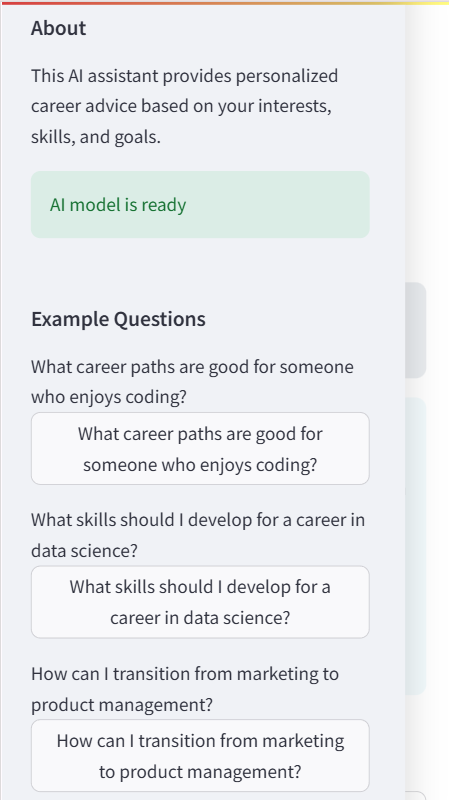 About
This AI assistant provides personalized
career advice based on your interests,
skills, and goals.
AI model is ready
Example Questions
What career paths are good for someone
who enjoys coding?
What career paths are good for
someone who enjoys coding?
What skills should I develop for a career in
data science?
What skills should I develop for a
career in data science?
How can I transition from marketing to
product management?
How can I transition from marketing
to product management?